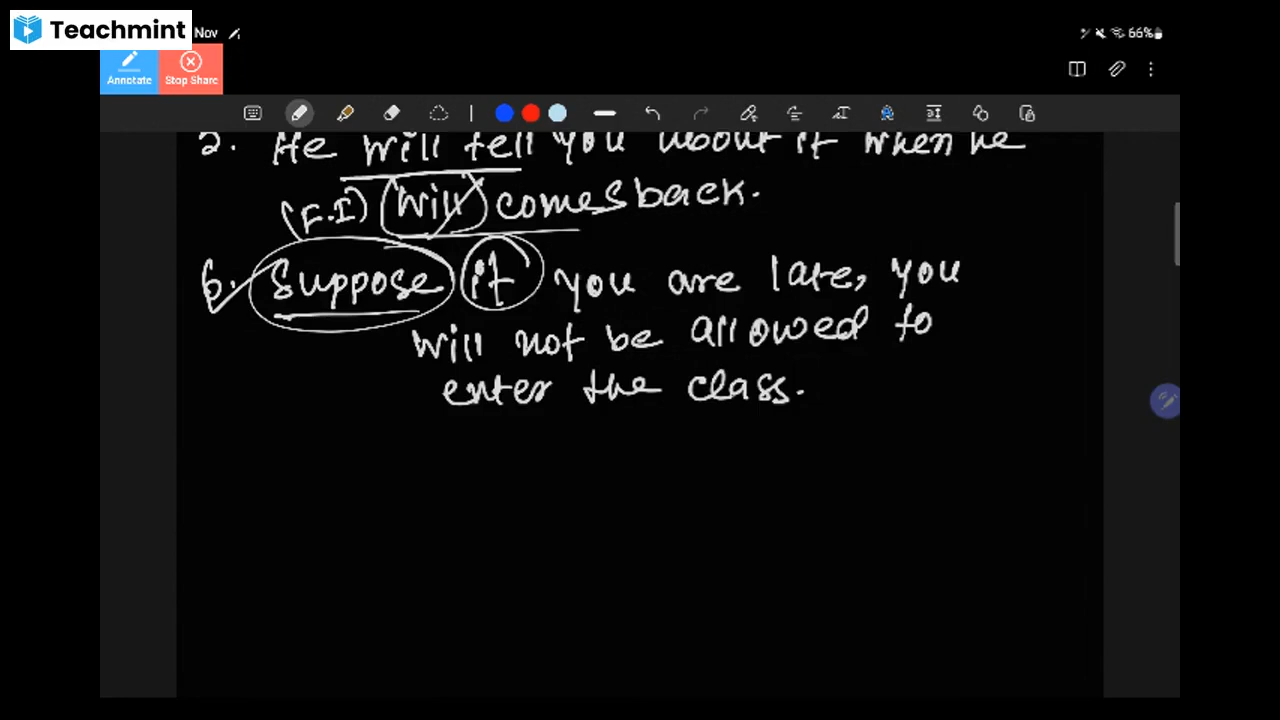 Teachmint
Nov
66%
Annotate
Stop Share
5. He will tell you about it when he
(F.I) will comes back.
6. Suppose if you are late, you
will not be allowed to
enter the class.